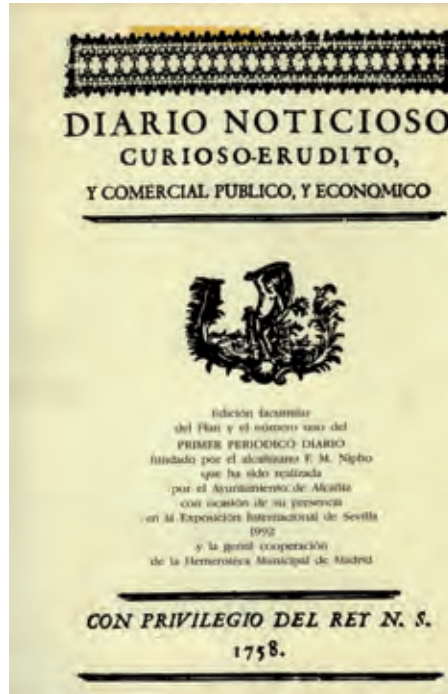 DIARIO NOTICIOSO
CURIOSO-ERUDITO,
Y COMERCIAL PUBLICO, Y ECONOMICO
Edición facsimilar
del Plan y el número uno del
PRIMER PERIODICO DIARIO
fundado por el alcañizano F. M. Nipho
que ha sido realizada
por el Ayuntamiento de Alcañiz
con ocasión de su presencia
en la Exposición Internacional de Sevilla
1992
y la gentil cooperación
de la Hemeroteca Municipal de Madrid
CON PRIVILEGIO DEL REY N. S.
1758.